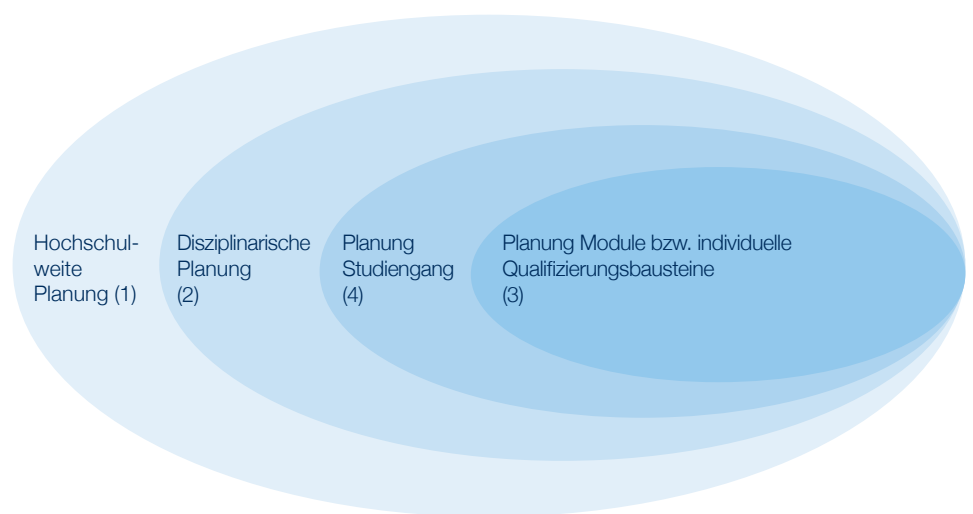 Hochschul-
weite
Planung (1)
Disziplinarische
Planung
(2)
Planung
Studiengang
(4)
Planung Module bzw. individuelle
Qualifizierungsbausteine
(3)